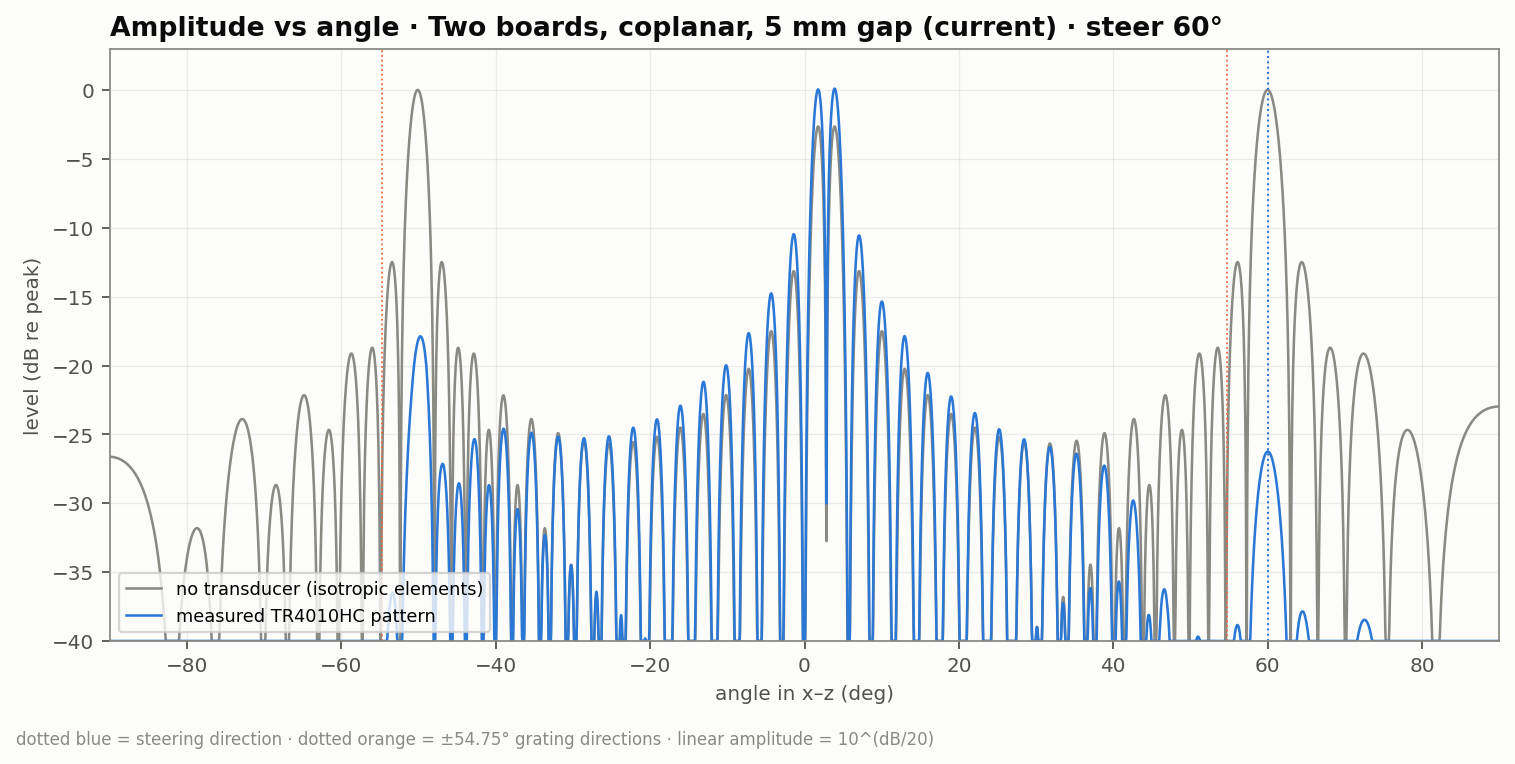 Amplitude vs angle · Two boards, coplanar, 5 mm gap (current) · steer 60°
level (dB re peak)
0
−5
−10
−15
−20
−25
−30
−35
−40
no transducer (isotropic elements)
measured TR4010HC pattern
−80 −60 −40 −20 0 20 40 60 80
angle in x–z (deg)
dotted blue = steering direction · dotted orange = ±54.75° grating directions · linear amplitude = 10^(dB/20)